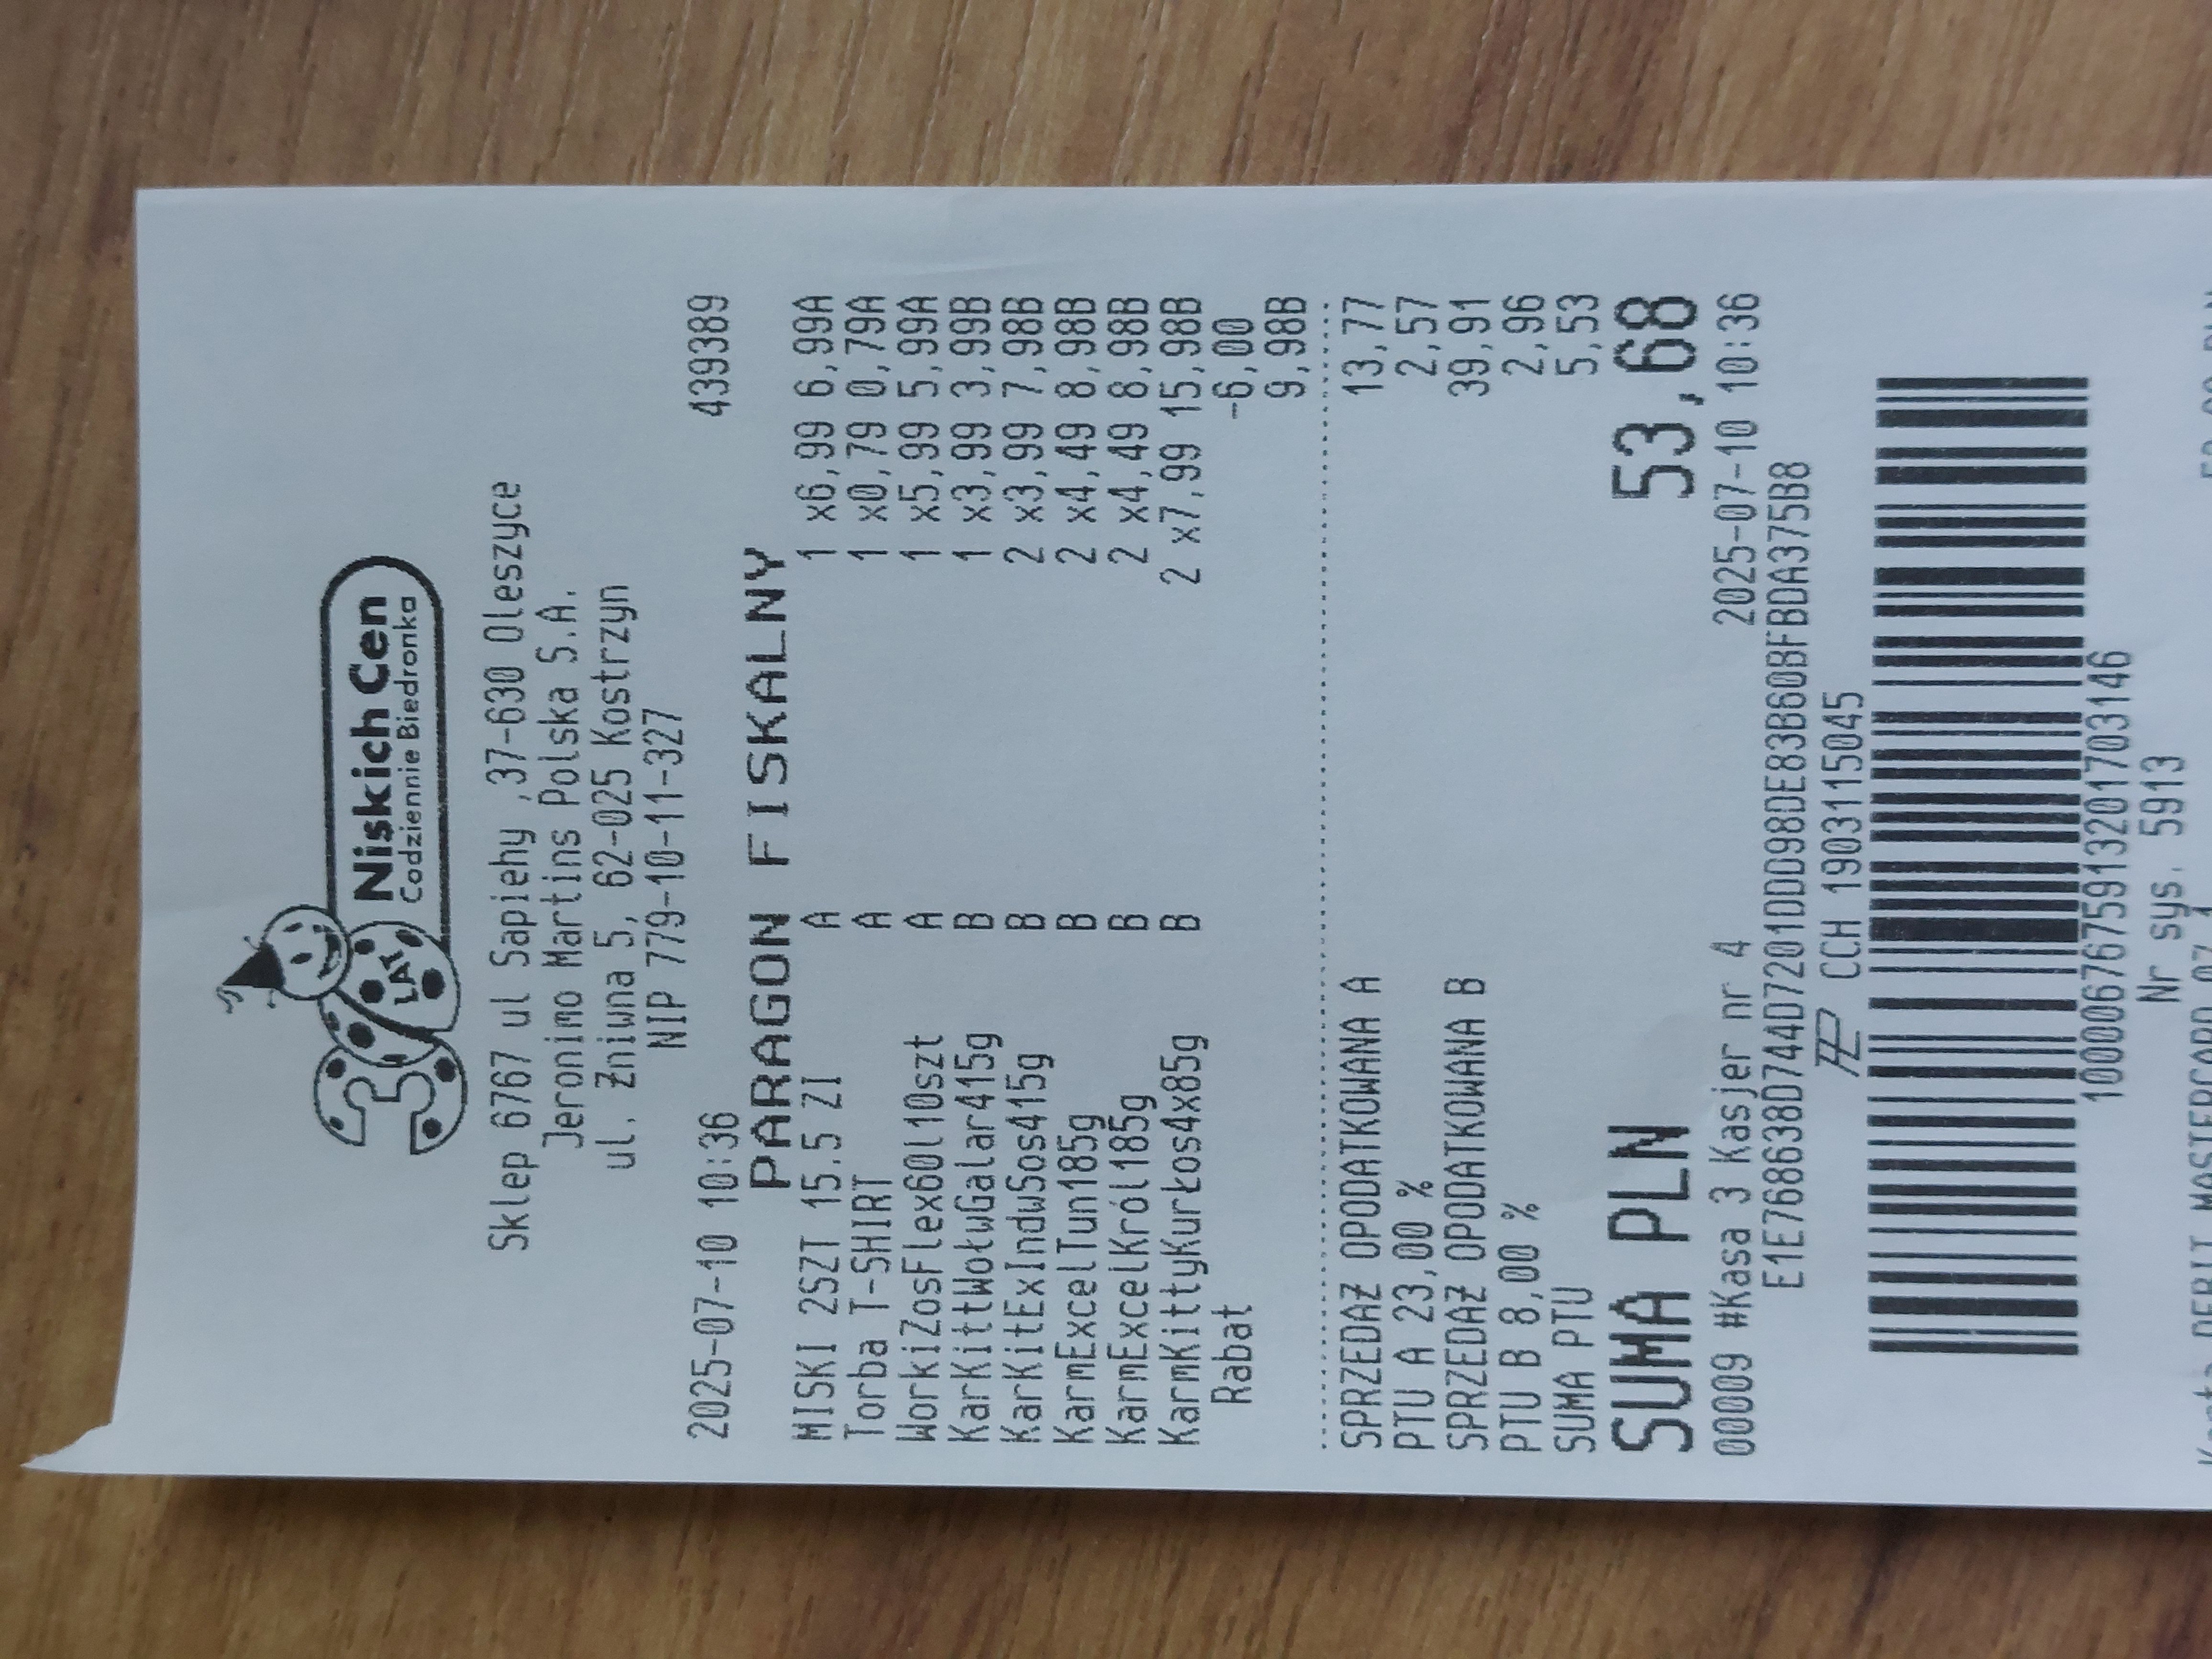 30 LAT
Niskich Cen
Codziennie Biedronka
Sklep 6767 ul Sapiehy ,37-630 Oleszyce
Jeronimo Martins Polska S.A.
ul. Żniwna 5, 62-025 Kostrzyn
NIP 779-10-11-327
2025-07-10 10:36 439389
PARAGON FISKALNY
MISKI 2SZT 15.5 ZI A 1 x6,99 6,99A
Torba T-SHIRT A 1 x0,79 0,79A
WorkiZosFlex60l10szt A 1 x5,99 5,99A
KarKittWołwGalar415g B 1 x3,99 3,99B
KarKitExIndwSos415g B 2 x3,99 7,98B
KarmExcelTun185g B 2 x4,49 8,98B
KarmExcelKról185g B 2 x4,49 8,98B
KarmKittyKurŁos4x85g B 2 x7,99 15,98B
Rabat -6,00
9,98B
SPRZEDAŻ OPODATKOWANA A 13,77
PTU A 23,00 % 2,57
SPRZEDAŻ OPODATKOWANA B 39,91
PTU B 8,00 % 2,96
SUMA PTU 5,53
SUMA PLN 53,68
00009 #Kasa 3 Kasjer nr 4 2025-07-10 10:36
E1E768638D744D7201DDD98DE83B60BFBDA375B8
CCH 1903115045
100067675913201703146
Nr sys. 5913